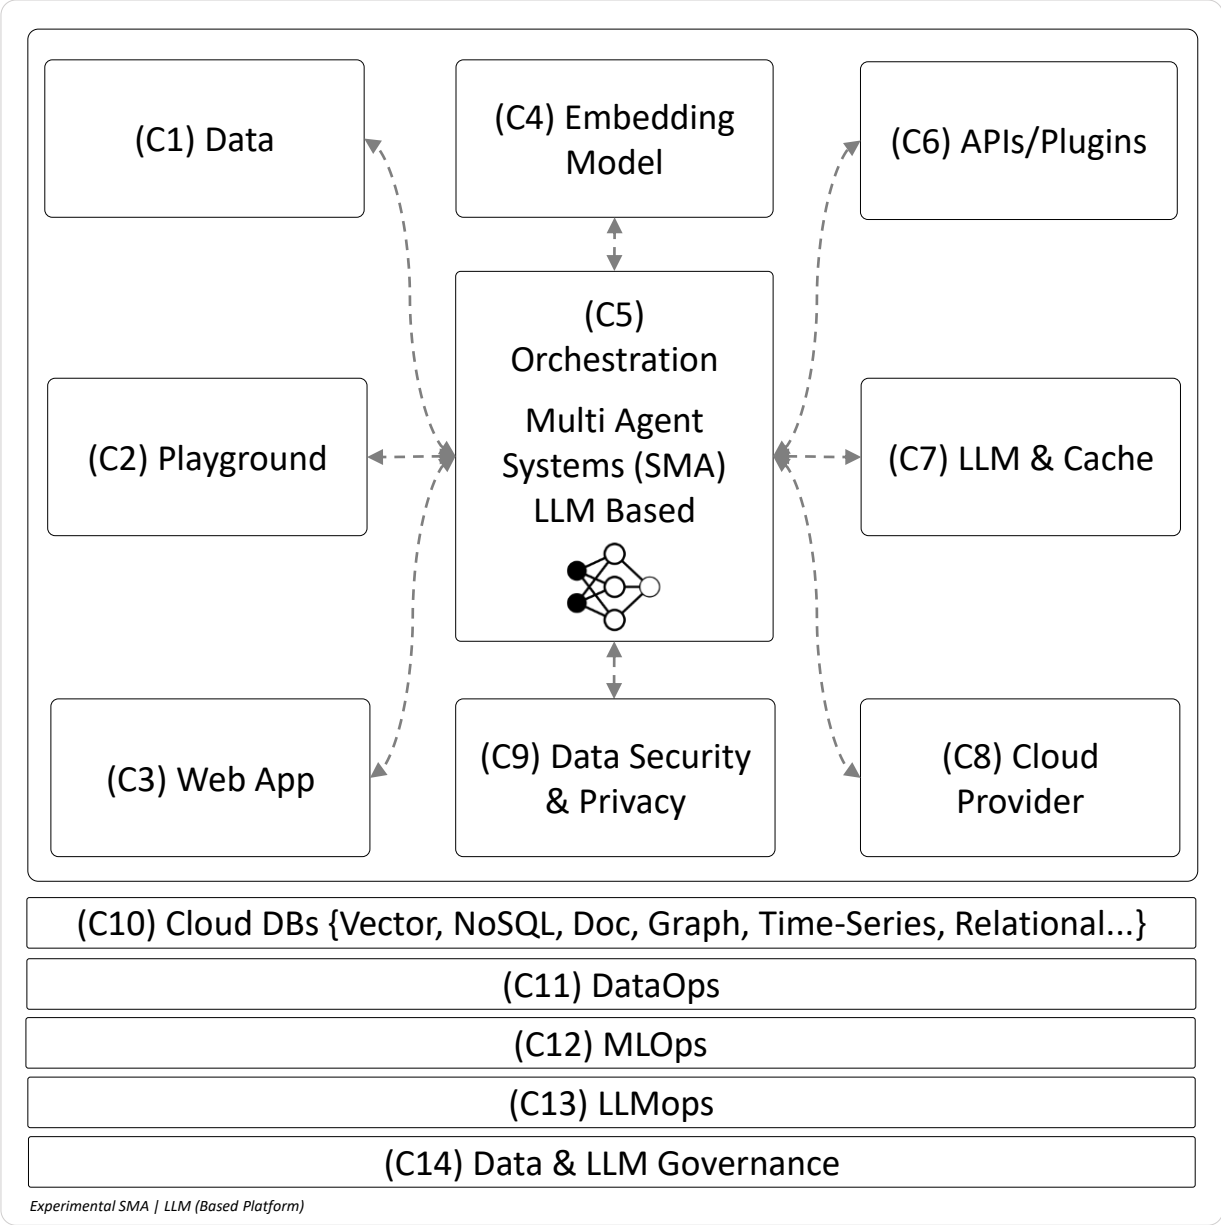 (C1) Data
(C4) Embedding
Model
(C6) APIs/Plugins
(C5)
Orchestration
Multi Agent
Systems (SMA)
LLM Based
(C2) Playground
(C7) LLM & Cache
(C3) Web App
(C9) Data Security
& Privacy
(C8) Cloud
Provider
(C10) Cloud DBs {Vector, NoSQL, Doc, Graph, Time-Series, Relational...}
(C11) DataOps
(C12) MLOps
(C13) LLMops
(C14) Data & LLM Governance
Experimental SMA | LLM (Based Platform)